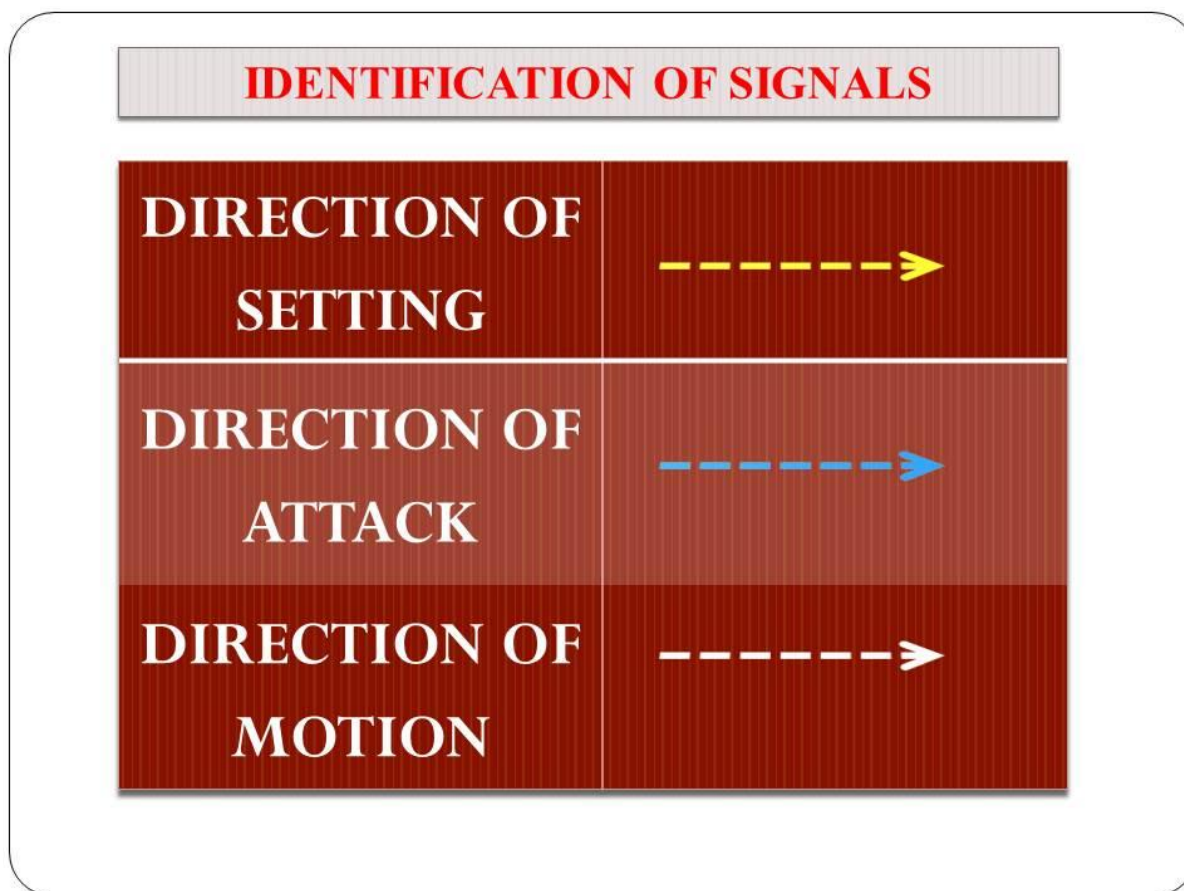 IDENTIFICATION OF SIGNALS
DIRECTION OF
SETTING
DIRECTION OF
ATTACK
DIRECTION OF
MOTION